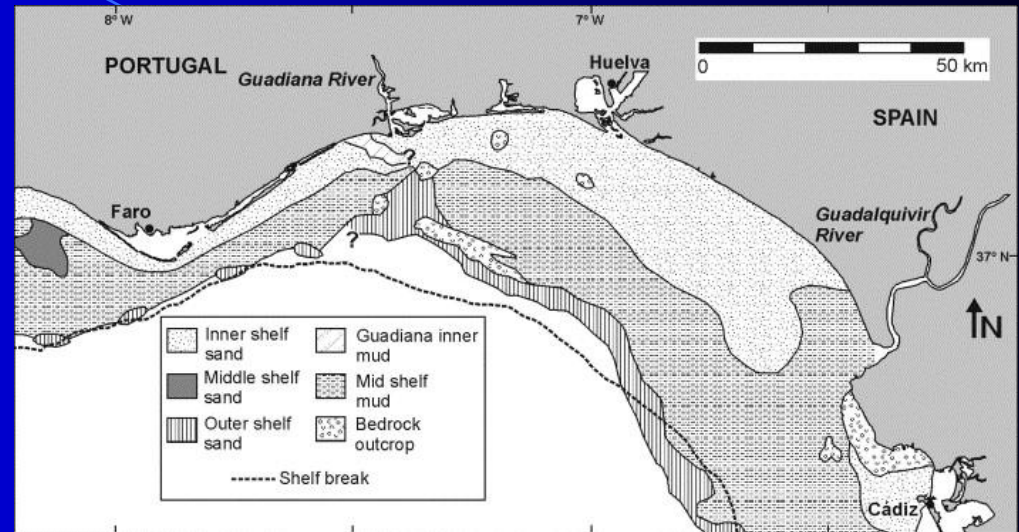 8° W
7° W
PORTUGAL
Guadiana River
Huelva
0
50 km
SPAIN
?
Faro
?
Guadalquivir
River
37° N
N
Inner shelf
sand
Guadiana inner
mud
Middle shelf
sand
Mid shelf
mud
Outer shelf
sand
Bedrock
outcrop
Shelf break
Cádiz